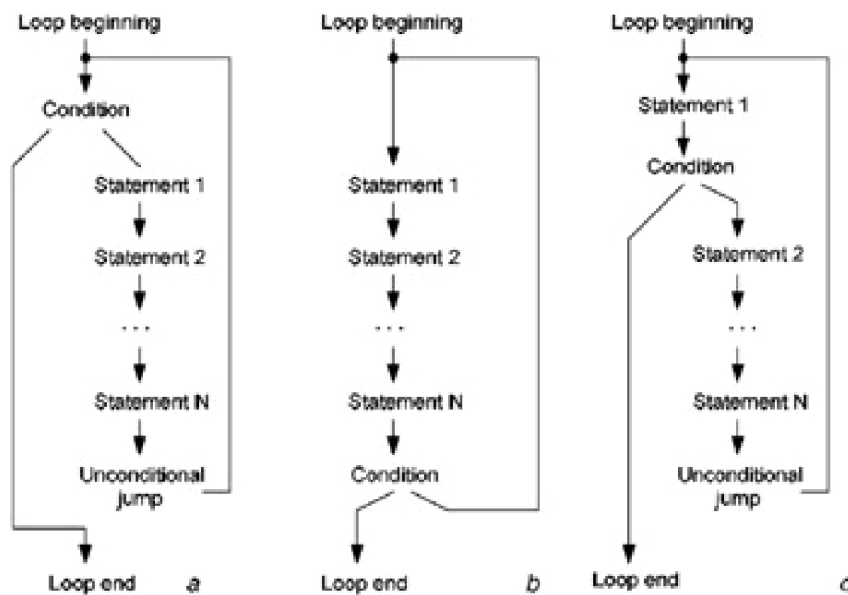 Loop beginning
Condition
Statement 1
Statement 2
. . .
Statement N
Unconditional
jump
Loop end
a
Loop beginning
Statement 1
Statement 2
. . .
Statement N
Condition
Loop end
b
Loop beginning
Statement 1
Condition
Statement 2
...
Statement N
Unconditional
jump
Loop end